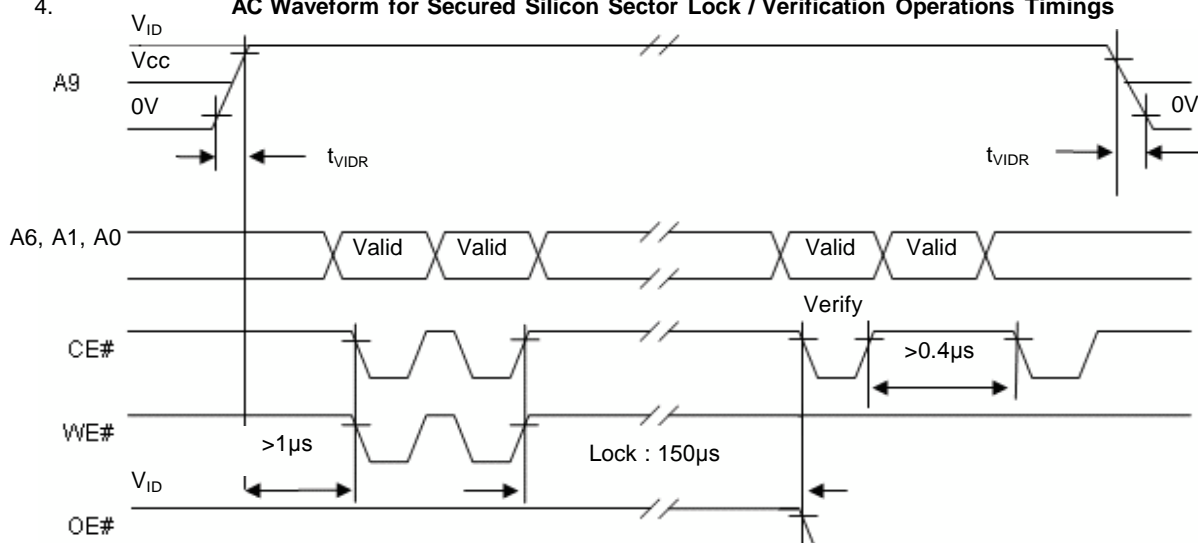 4. AC Waveform for Secured Silicon Sector Lock / Verification Operations Timings
VID
Vcc
A9
0V
0V
tVIDR
tVIDR
A6, A1, A0
Valid
Valid
Valid
Valid
Verify
CE#
>0.4µs
WE#
>1µs
Lock : 150µs
VID
OE#